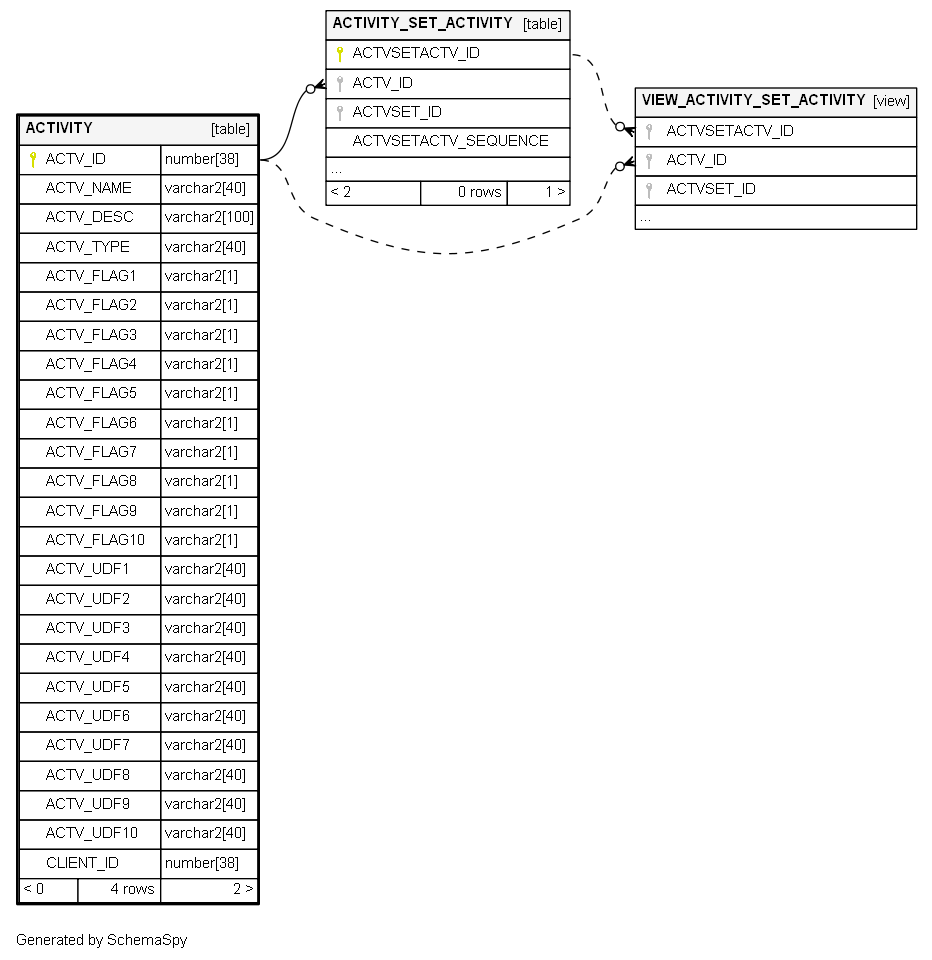 ACTIVITY_SET_ACTIVITY [table]
ACTVSETACTV_ID
ACTV_ID
ACTVSET_ID
ACTVSETACTV_SEQUENCE
...
< 2 0 rows 1 >
VIEW_ACTIVITY_SET_ACTIVITY [view]
ACTVSETACTV_ID
ACTV_ID
ACTVSET_ID
...
ACTIVITY [table]
ACTV_ID number[38]
ACTV_NAME varchar2[40]
ACTV_DESC varchar2[100]
ACTV_TYPE varchar2[40]
ACTV_FLAG1 varchar2[1]
ACTV_FLAG2 varchar2[1]
ACTV_FLAG3 varchar2[1]
ACTV_FLAG4 varchar2[1]
ACTV_FLAG5 varchar2[1]
ACTV_FLAG6 varchar2[1]
ACTV_FLAG7 varchar2[1]
ACTV_FLAG8 varchar2[1]
ACTV_FLAG9 varchar2[1]
ACTV_FLAG10 varchar2[1]
ACTV_UDF1 varchar2[40]
ACTV_UDF2 varchar2[40]
ACTV_UDF3 varchar2[40]
ACTV_UDF4 varchar2[40]
ACTV_UDF5 varchar2[40]
ACTV_UDF6 varchar2[40]
ACTV_UDF7 varchar2[40]
ACTV_UDF8 varchar2[40]
ACTV_UDF9 varchar2[40]
ACTV_UDF10 varchar2[40]
CLIENT_ID number[38]
< 0 4 rows 2 >
Generated by SchemaSpy